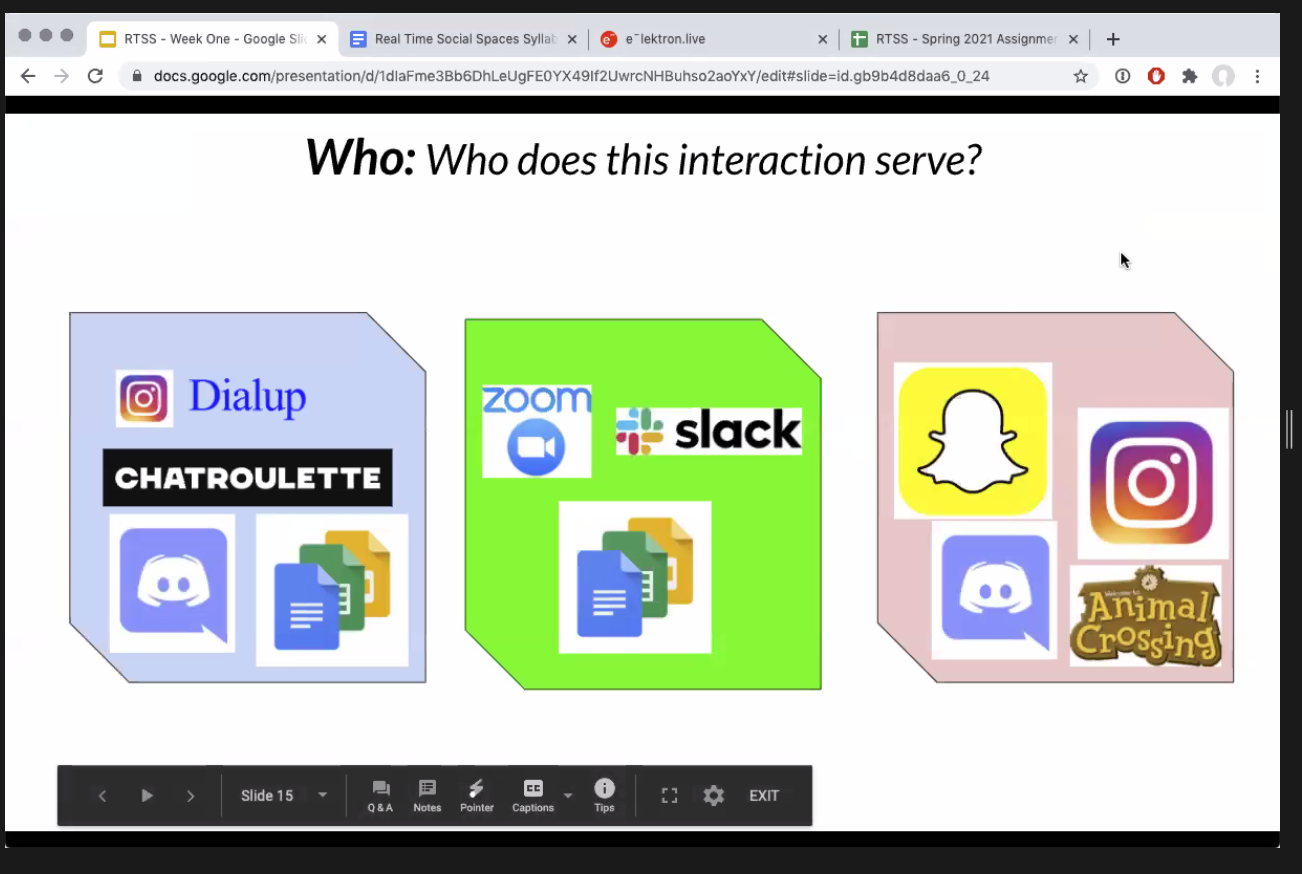 RTSS - Week One - Google Sli
Real Time Social Spaces Syllab
e⁻lektron.live
RTSS - Spring 2021 Assignmer
docs.google.com/presentation/d/1dlaFme3Bb6DhLeUgFE0YX49If2UwrcNHBuhso2aoYxY/edit#slide=id.gb9b4d8daa6_0_24
Who: Who does this interaction serve?
Dialup
CHATROULETTE
zoom
slack
Welcome to
Animal
Crossing
Slide 15
Q & A
Notes
Pointer
CC
Captions
Tips
EXIT